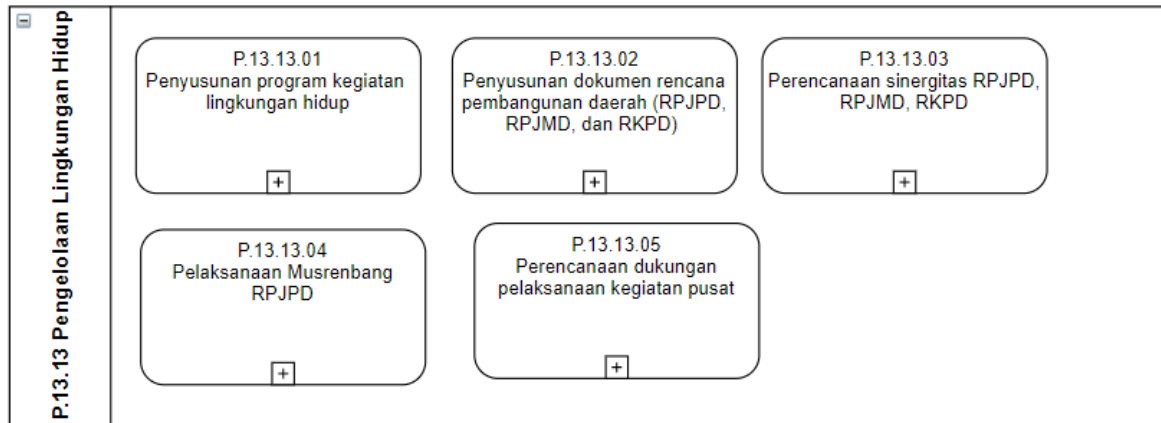 P.13.13 Pengelolaan Lingkungan Hidup
P.13.13.01
Penyusunan program kegiatan
lingkungan hidup
P.13.13.02
Penyusunan dokumen rencana
pembangunan daerah (RPJPD,
RPJMD, dan RKPD)
P.13.13.03
Perencanaan sinergitas RPJPD,
RPJMD, RKPD
P.13.13.04
Pelaksanaan Musrenbang
RPJPD
P.13.13.05
Perencanaan dukungan
pelaksanaan kegiatan pusat